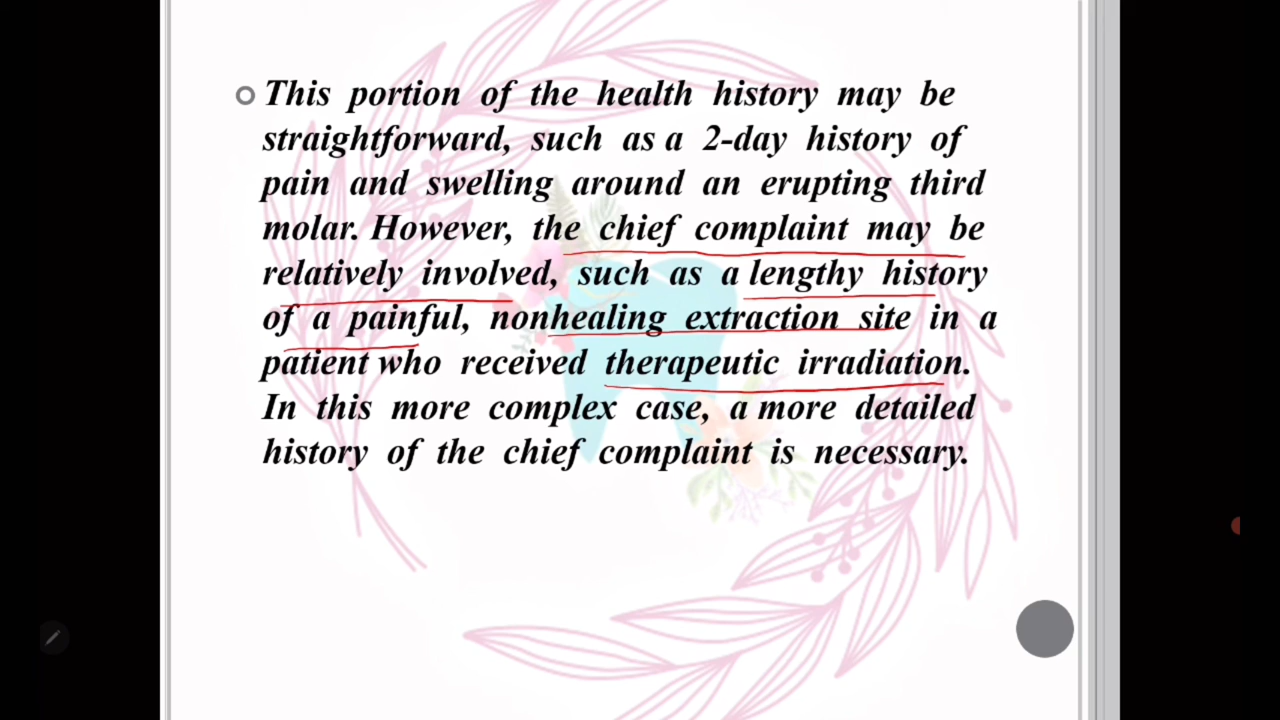 This portion of the health history may be
straightforward, such as a 2-day history of
pain and swelling around an erupting third
molar. However, the chief complaint may be
relatively involved, such as a lengthy history
of a painful, nonhealing extraction site in a
patient who received therapeutic irradiation.
In this more complex case, a more detailed
history of the chief complaint is necessary.